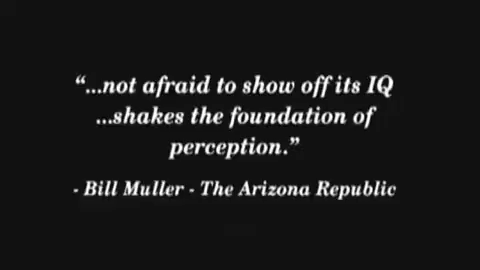 “...not afraid to show off its IQ
...shakes the foundation of
perception.”
- Bill Muller - The Arizona Republic